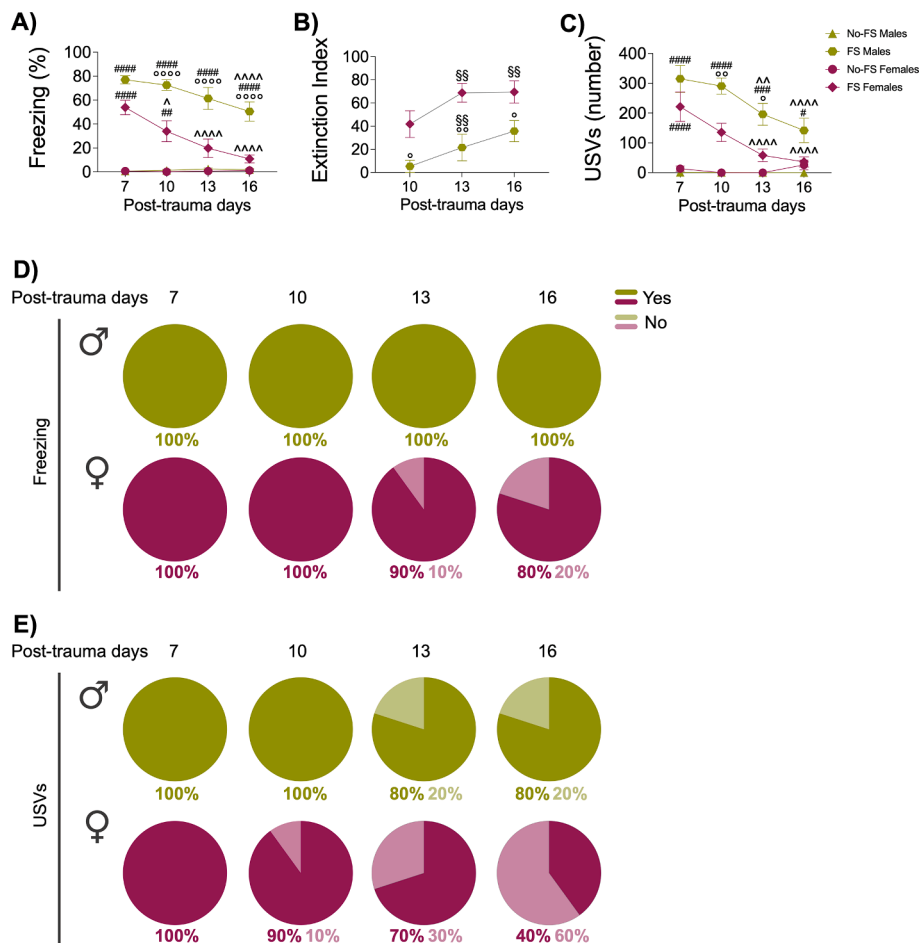 A)
Freezing (%)
100
80
60
40
20
0
7 10 13 16
Post-trauma days
####
####
####
°°°°
^
##
####
°°°°
^^^^
^^^^
####
°°°°
^^^^
B)
Extinction Index
100
80
60
40
20
0
10 13 16
Post-trauma days
°
§§
§§
°°
§§
°
C)
USVs (number)
400
300
200
100
0
7 10 13 16
Post-trauma days
####
####
####
°°
^^
###
°
^^^^
^^^^
#
^^^^
No-FS Males
FS Males
No-FS Females
FS Females
D)
Post-trauma days 7 10 13 16
Yes
No
Freezing
♂
100% 100% 100% 100%
♀
100% 100% 90% 10% 80% 20%
E)
Post-trauma days 7 10 13 16
USVs
♂
100% 100% 80% 20% 80% 20%
♀
100% 90% 10% 70% 30% 40% 60%